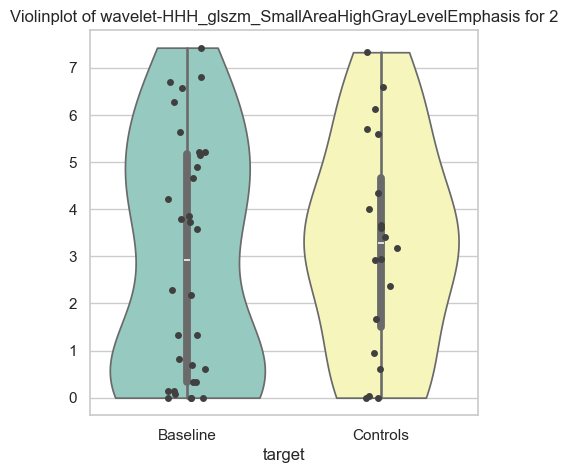 Violinplot of wavelet-HHH_glszm_SmallAreaHighGrayLevelEmphasis for 2
7
6
5
4
3
2
1
0
Baseline Controls
target